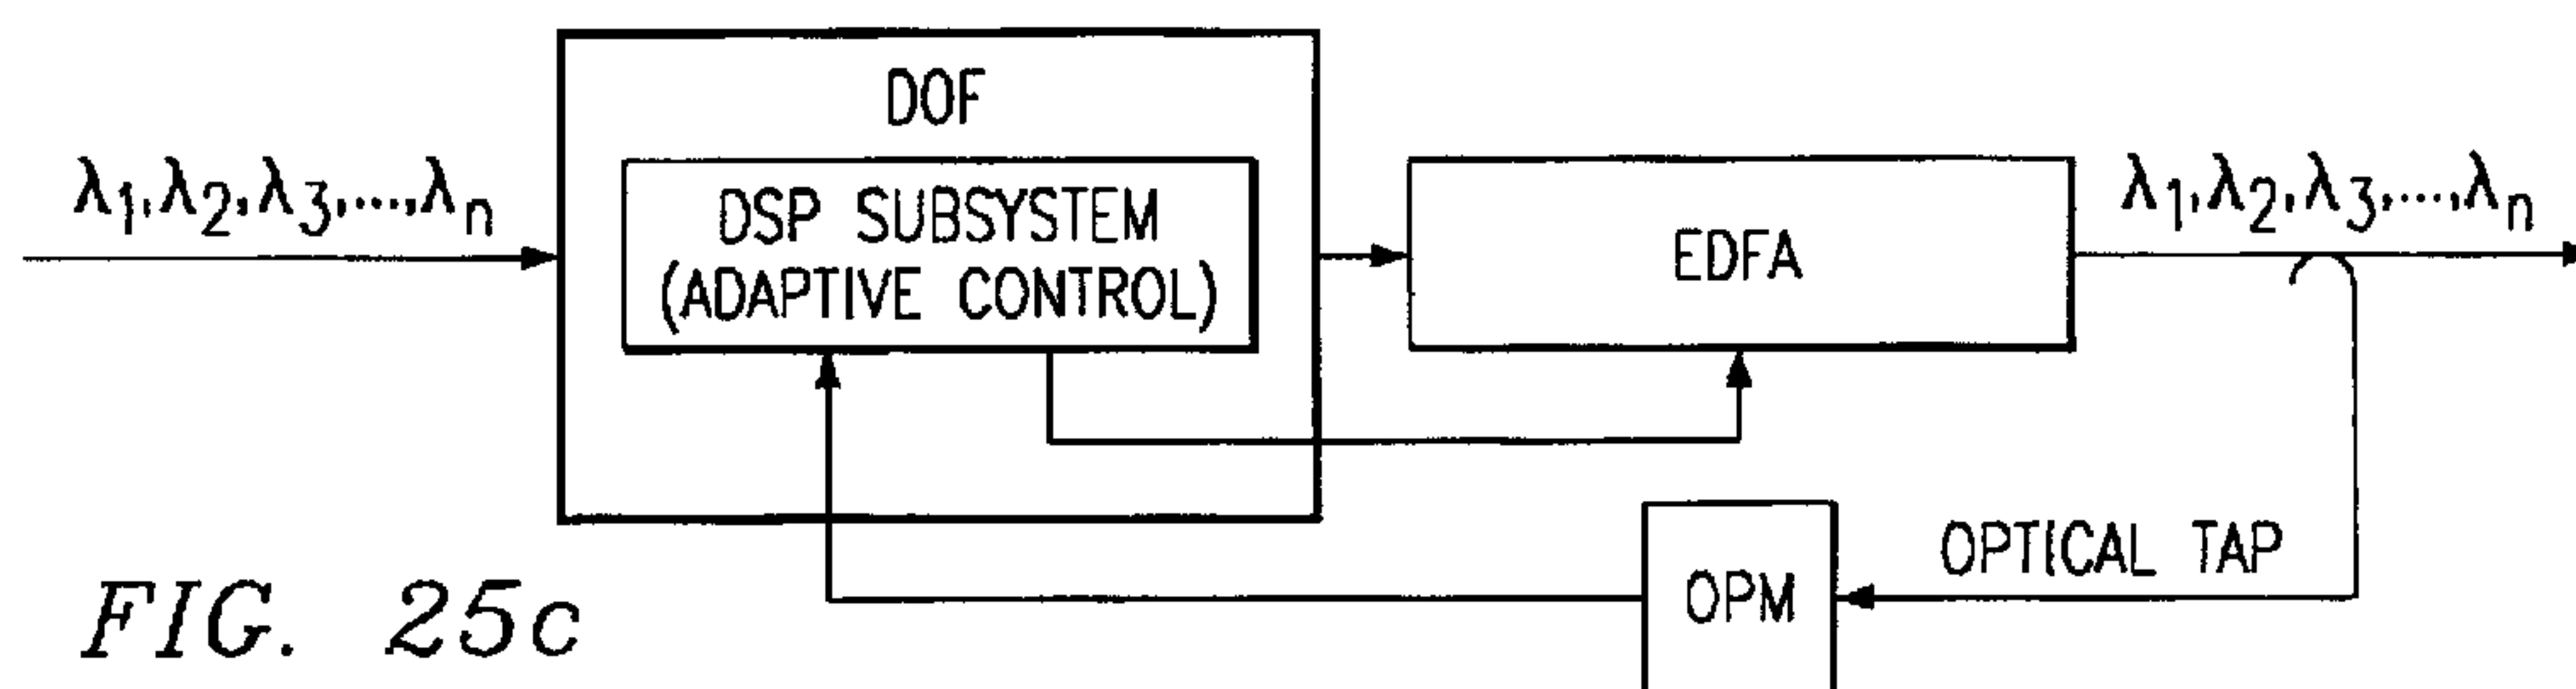 DOF
λ1,λ2,λ3,...,λn
DSP SUBSYSTEM
(ADAPTIVE CONTROL)
EDFA
λ1,λ2,λ3,...,λn
OPTICAL TAP
OPM
FIG. 25c